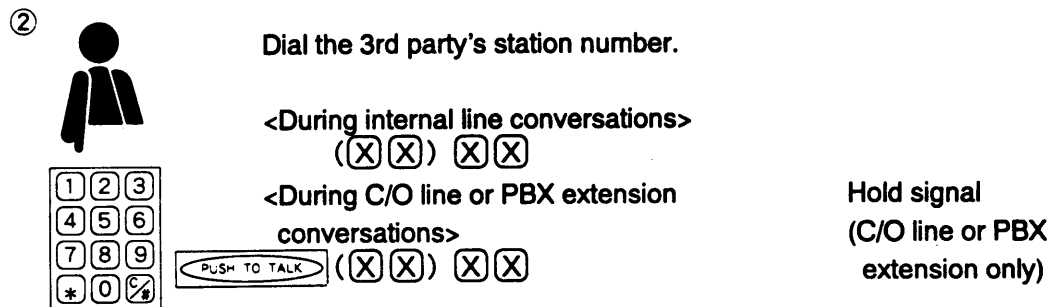 ②
Dial the 3rd party's station number.
<During internal line conversations>
(X X) X X
<During C/O line or PBX extension
conversations>
PUSH TO TALK (X X) X X
1 2 3
4 5 6
7 8 9
* 0 C/#
Hold signal
(C/O line or PBX
extension only)